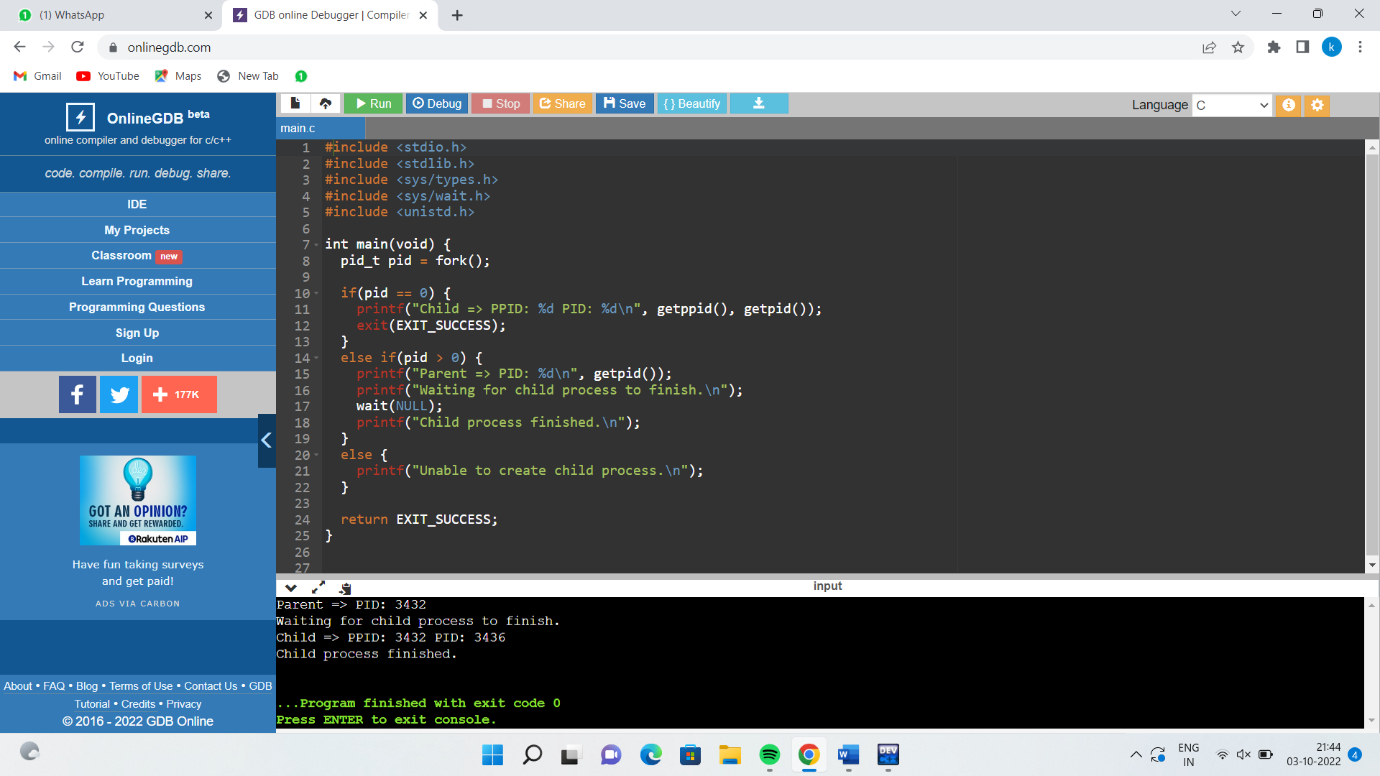 (1) WhatsApp
GDB online Debugger | Compiler
onlinegdb.com
k
Gmail YouTube Maps New Tab
OnlineGDB beta
online compiler and debugger for c/c++
code. compile. run. debug. share.
IDE
My Projects
Classroom new
Learn Programming
Programming Questions
Sign Up
Login
177K
GOT AN OPINION?
SHARE AND GET REWARDED.
Rakuten AIP
Have fun taking surveys
and get paid!
ADS VIA CARBON
About • FAQ • Blog • Terms of Use • Contact Us • GDB
Tutorial • Credits • Privacy
© 2016 - 2022 GDB Online
Run Debug Stop Share Save { } Beautify
Language C
main.c
1 #include <stdio.h>
2 #include <stdlib.h>
3 #include <sys/types.h>
4 #include <sys/wait.h>
5 #include <unistd.h>
6
7 int main(void) {
8 pid_t pid = fork();
9
10 if(pid == 0) {
11 printf("Child => PPID: %d PID: %d\n", getppid(), getpid());
12 exit(EXIT_SUCCESS);
13 }
14 else if(pid > 0) {
15 printf("Parent => PID: %d\n", getpid());
16 printf("Waiting for child process to finish.\n");
17 wait(NULL);
18 printf("Child process finished.\n");
19 }
20 else {
21 printf("Unable to create child process.\n");
22 }
23
24 return EXIT_SUCCESS;
25 }
26
27
input
Parent => PID: 3432
Waiting for child process to finish.
Child => PPID: 3432 PID: 3436
Child process finished.
...Program finished with exit code 0
Press ENTER to exit console.
DEV
W
ENG
IN
21:44
03-10-2022
4